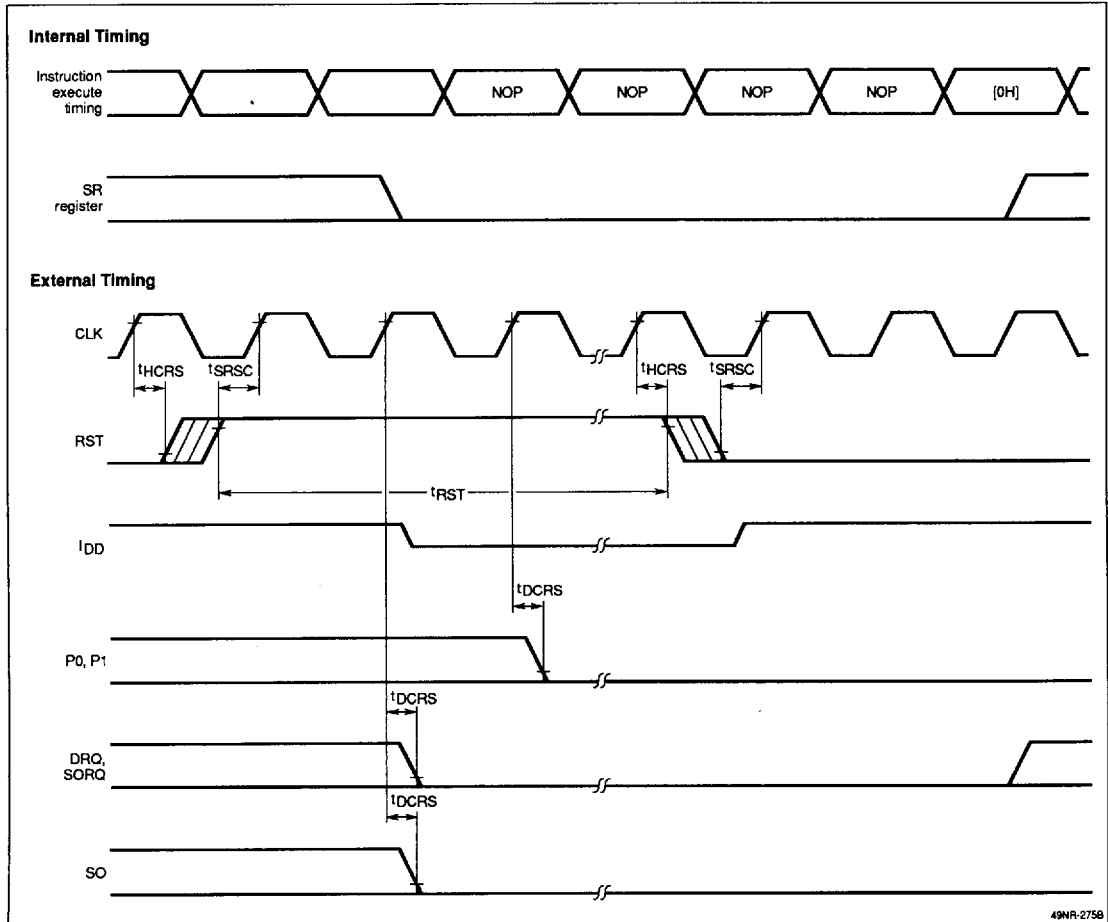 Internal Timing
Instruction
execute
timing
NOP
NOP
NOP
NOP
[0H]
SR
register
External Timing
CLK
tHCRS
tSRSC
tHCRS
tSRSC
RST
tRST
IDD
tDCRS
P0, P1
tDCRS
DRQ,
SORQ
tDCRS
SO
49NR-275B